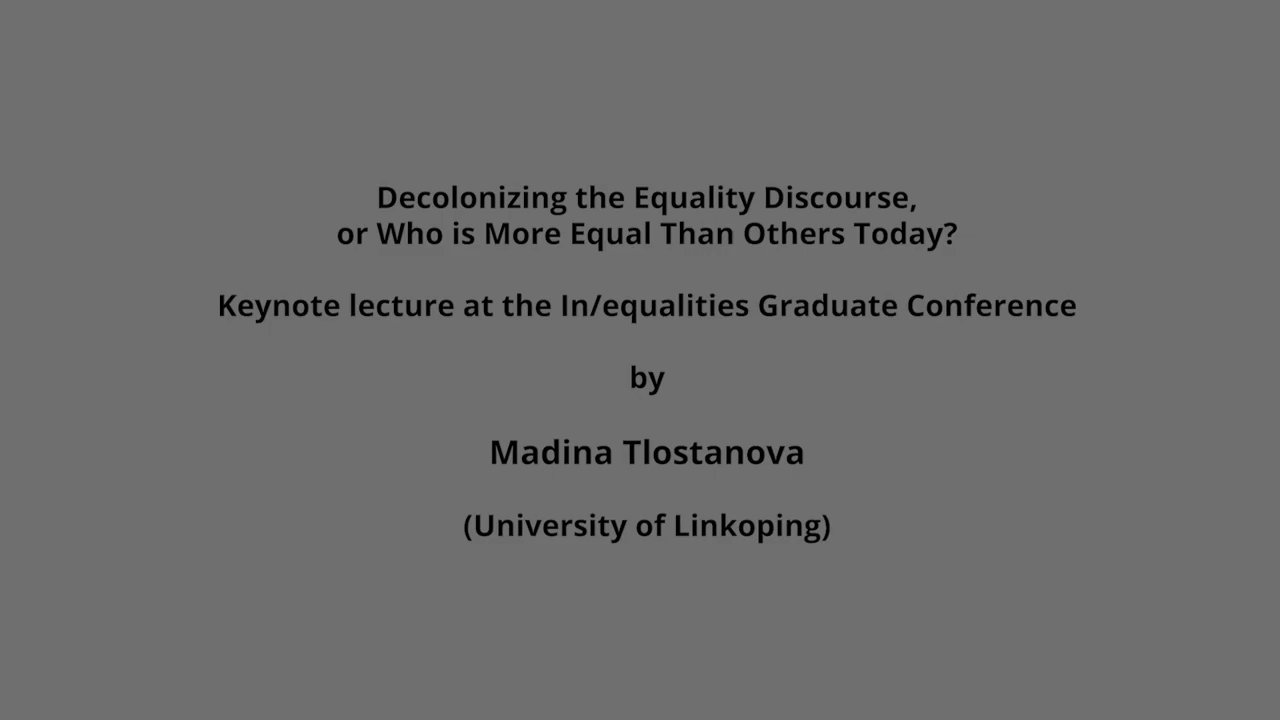 Decolonizing the Equality Discourse,
or Who is More Equal Than Others Today?
Keynote lecture at the In/equalities Graduate Conference
by
Madina Tlostanova
(University of Linkoping)